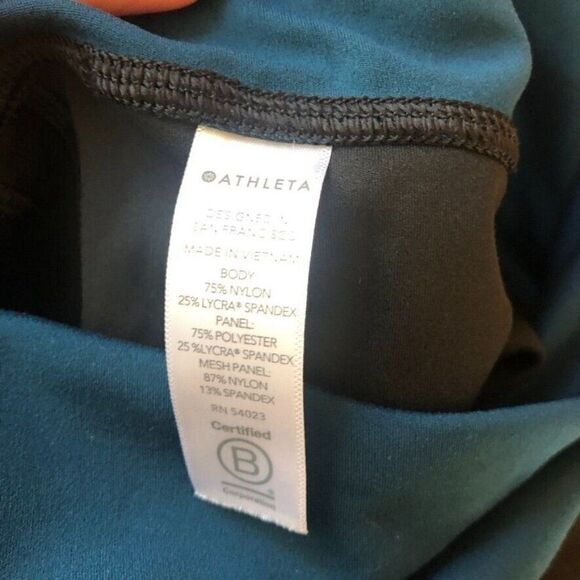 ATHLETA
DESIGNED IN
SAN FRANCISCO
MADE IN VIETNAM
BODY:
75% NYLON
25% LYCRA® SPANDEX
PANEL:
75% POLYESTER
25%LYCRA® SPANDEX
MESH PANEL:
87% NYLON
13% SPANDEX
RN 54023
Certified
B
Corporation